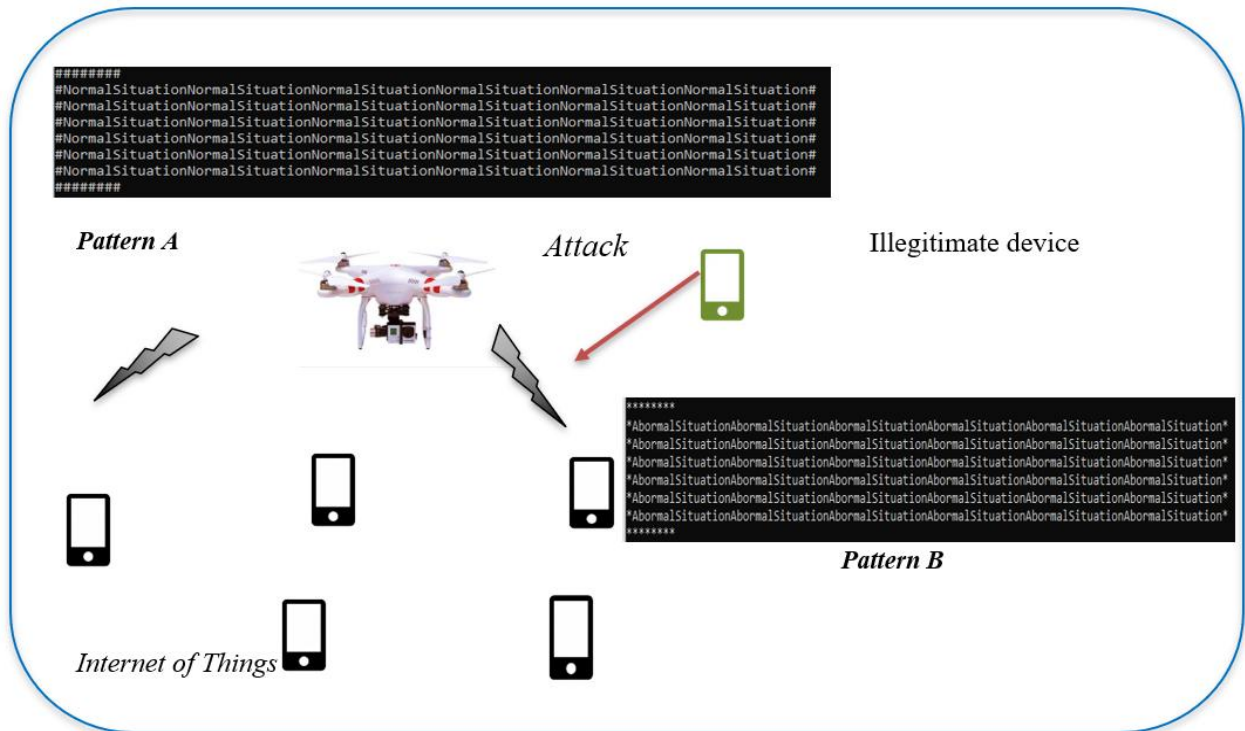 ########
#NormalSituationNormalSituationNormalSituationNormalSituationNormalSituationNormalSituation#
#NormalSituationNormalSituationNormalSituationNormalSituationNormalSituationNormalSituation#
#NormalSituationNormalSituationNormalSituationNormalSituationNormalSituationNormalSituation#
#NormalSituationNormalSituationNormalSituationNormalSituationNormalSituationNormalSituation#
#NormalSituationNormalSituationNormalSituationNormalSituationNormalSituationNormalSituation#
#NormalSituationNormalSituationNormalSituationNormalSituationNormalSituationNormalSituation#
########
Pattern A
Attack
Illegitimate device
********
*AbormalSituationAbormalSituationAbormalSituationAbormalSituationAbormalSituationAbormalSituation*
*AbormalSituationAbormalSituationAbormalSituationAbormalSituationAbormalSituationAbormalSituation*
*AbormalSituationAbormalSituationAbormalSituationAbormalSituationAbormalSituationAbormalSituation*
*AbormalSituationAbormalSituationAbormalSituationAbormalSituationAbormalSituationAbormalSituation*
*AbormalSituationAbormalSituationAbormalSituationAbormalSituationAbormalSituationAbormalSituation*
*AbormalSituationAbormalSituationAbormalSituationAbormalSituationAbormalSituationAbormalSituation*
********
Pattern B
Internet of Things